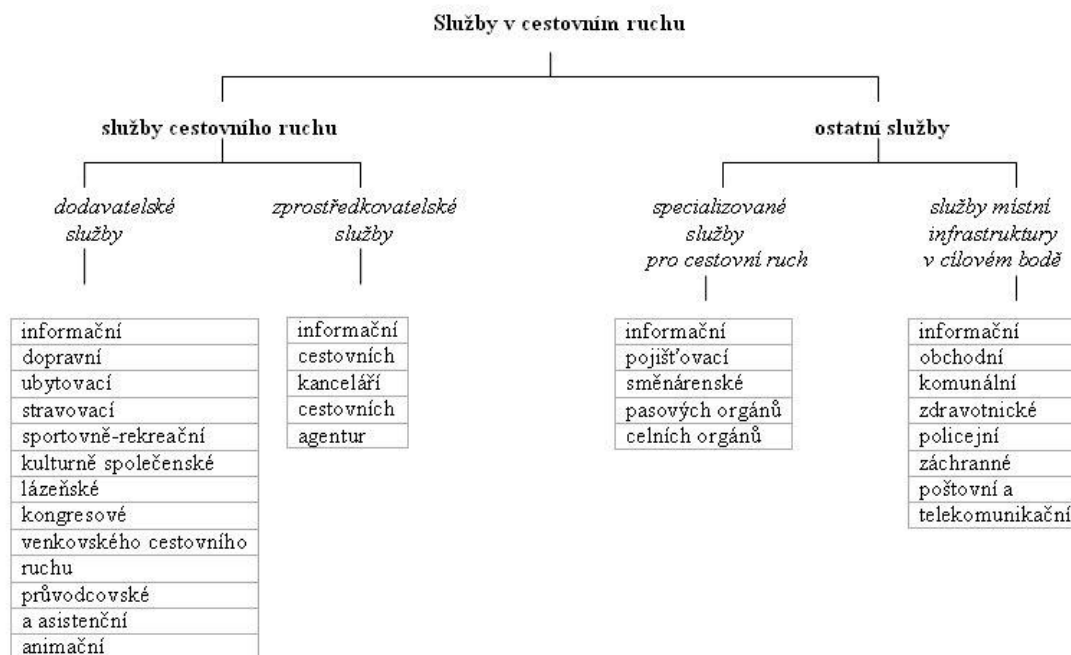 Služby v cestovním ruchu
služby cestovního ruchu
ostatní služby
dodavatelské
služby
zprostředkovatelské
služby
specializované
služby
pro cestovní ruch
služby místní
infrastruktury
v cílovém bodě
informační
dopravní
ubytovací
stravovací
sportovně-rekreační
kulturně společenské
lázeňské
kongresové
venkovského cestovního
ruchu
průvodcovské
a asistenční
animační
informační
cestovních
kanceláří
cestovních
agentur
informační
pojišťovací
směnárenské
pasových orgánů
celních orgánů
informační
obchodní
komunální
zdravotnické
policejní
záchranné
poštovní a
telekomunikační